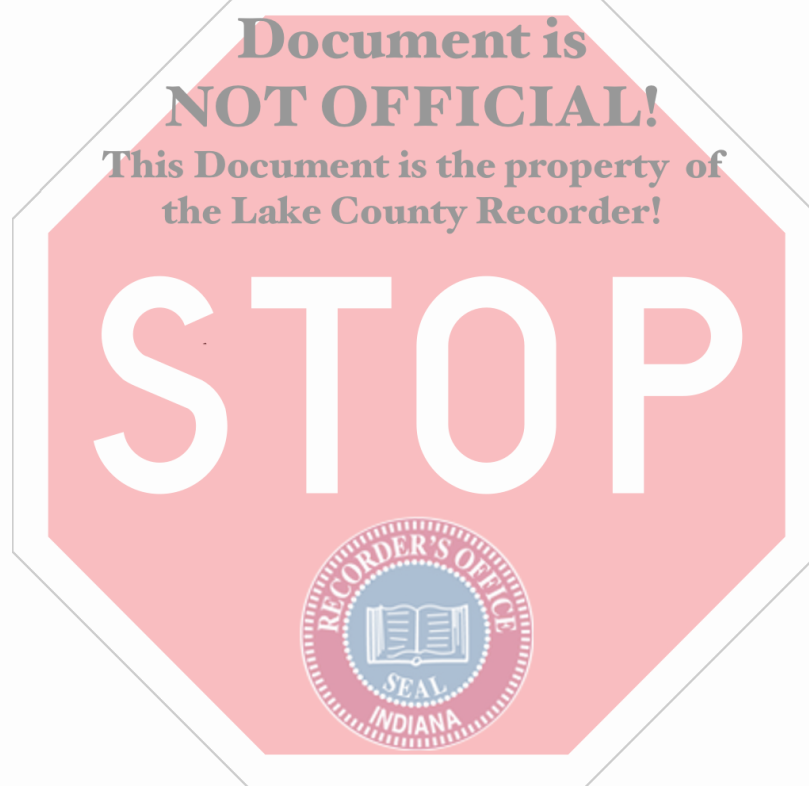 Document is
NOT OFFICIAL!
This Document is the property of
the Lake County Recorder!
STOP
RECORDER'S OFFICE
SEAL
INDIANA